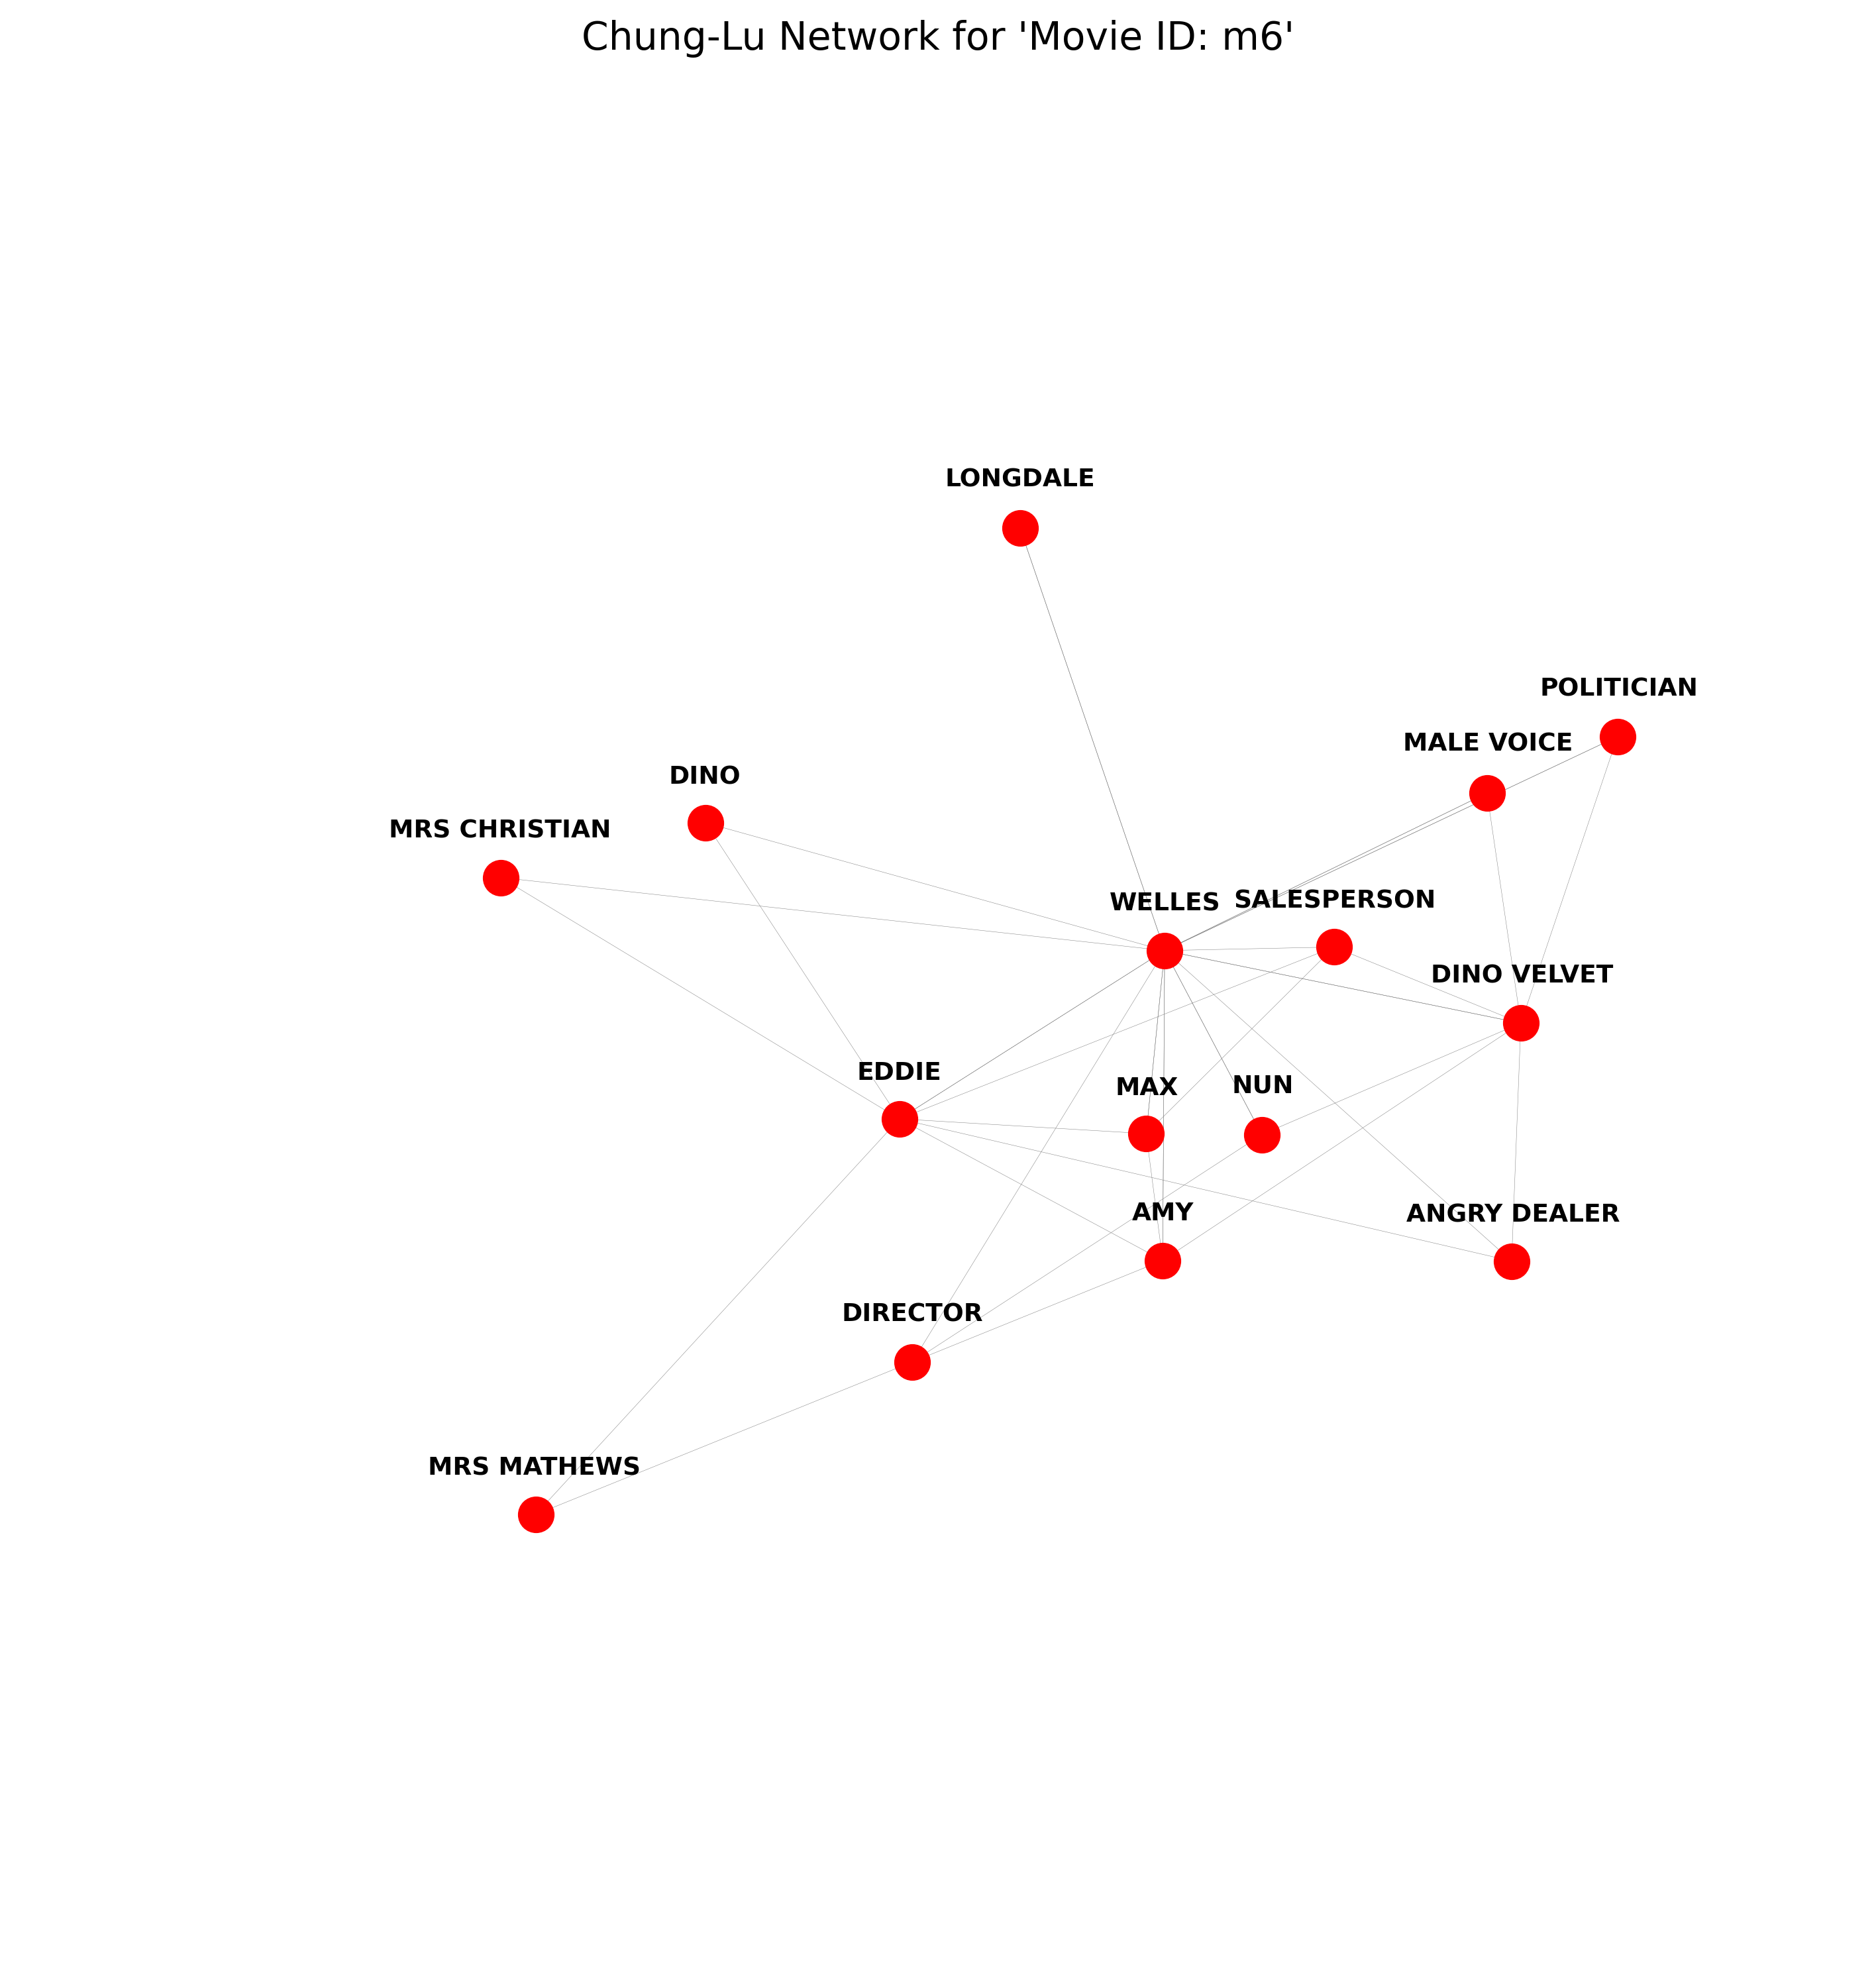 Chung-Lu Network for 'Movie ID: m6'
LONGDALE
POLITICIAN
MALE VOICE
DINO
MRS CHRISTIAN
WELLES
SALESPERSON
DINO VELVET
EDDIE
MAX
NUN
AMY
ANGRY DEALER
DIRECTOR
MRS MATHEWS